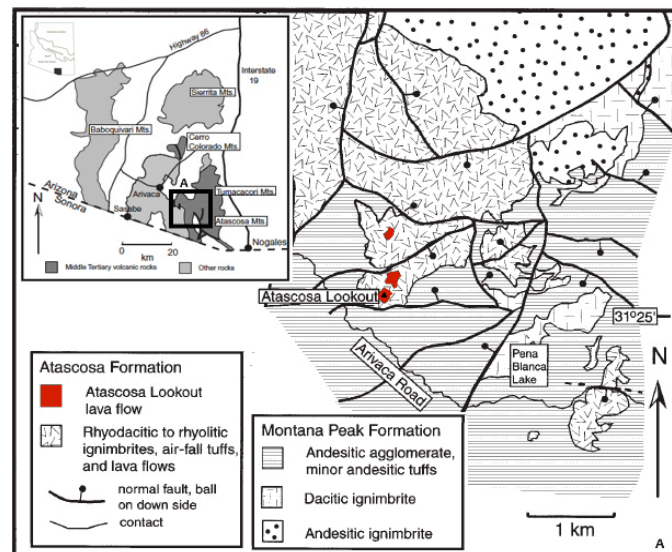 Highway 86
Interstate
19
Sierrita Mts.
Baboquivari Mts.
Cerro
Colorado Mts.
Arivaca
A
Tumacacori Mts.
Arizona
Sonora
Sasabe
Atascosa Mts.
N
0 20
km
Nogales
Middle Tertiary volcanic rocks
Other rocks
Atascosa Lookout
31°25'
Arivaca Road
Pena
Blanca
Lake
N
Atascosa Formation
Atascosa Lookout
lava flow
Rhyodacitic to rhyolitic
ignimbrites, air-fall tuffs,
and lava flows
normal fault, ball
on down side
contact
Montana Peak Formation
Andesitic agglomerate,
minor andesitic tuffs
Dacitic ignimbrite
Andesitic ignimbrite
1 km
A